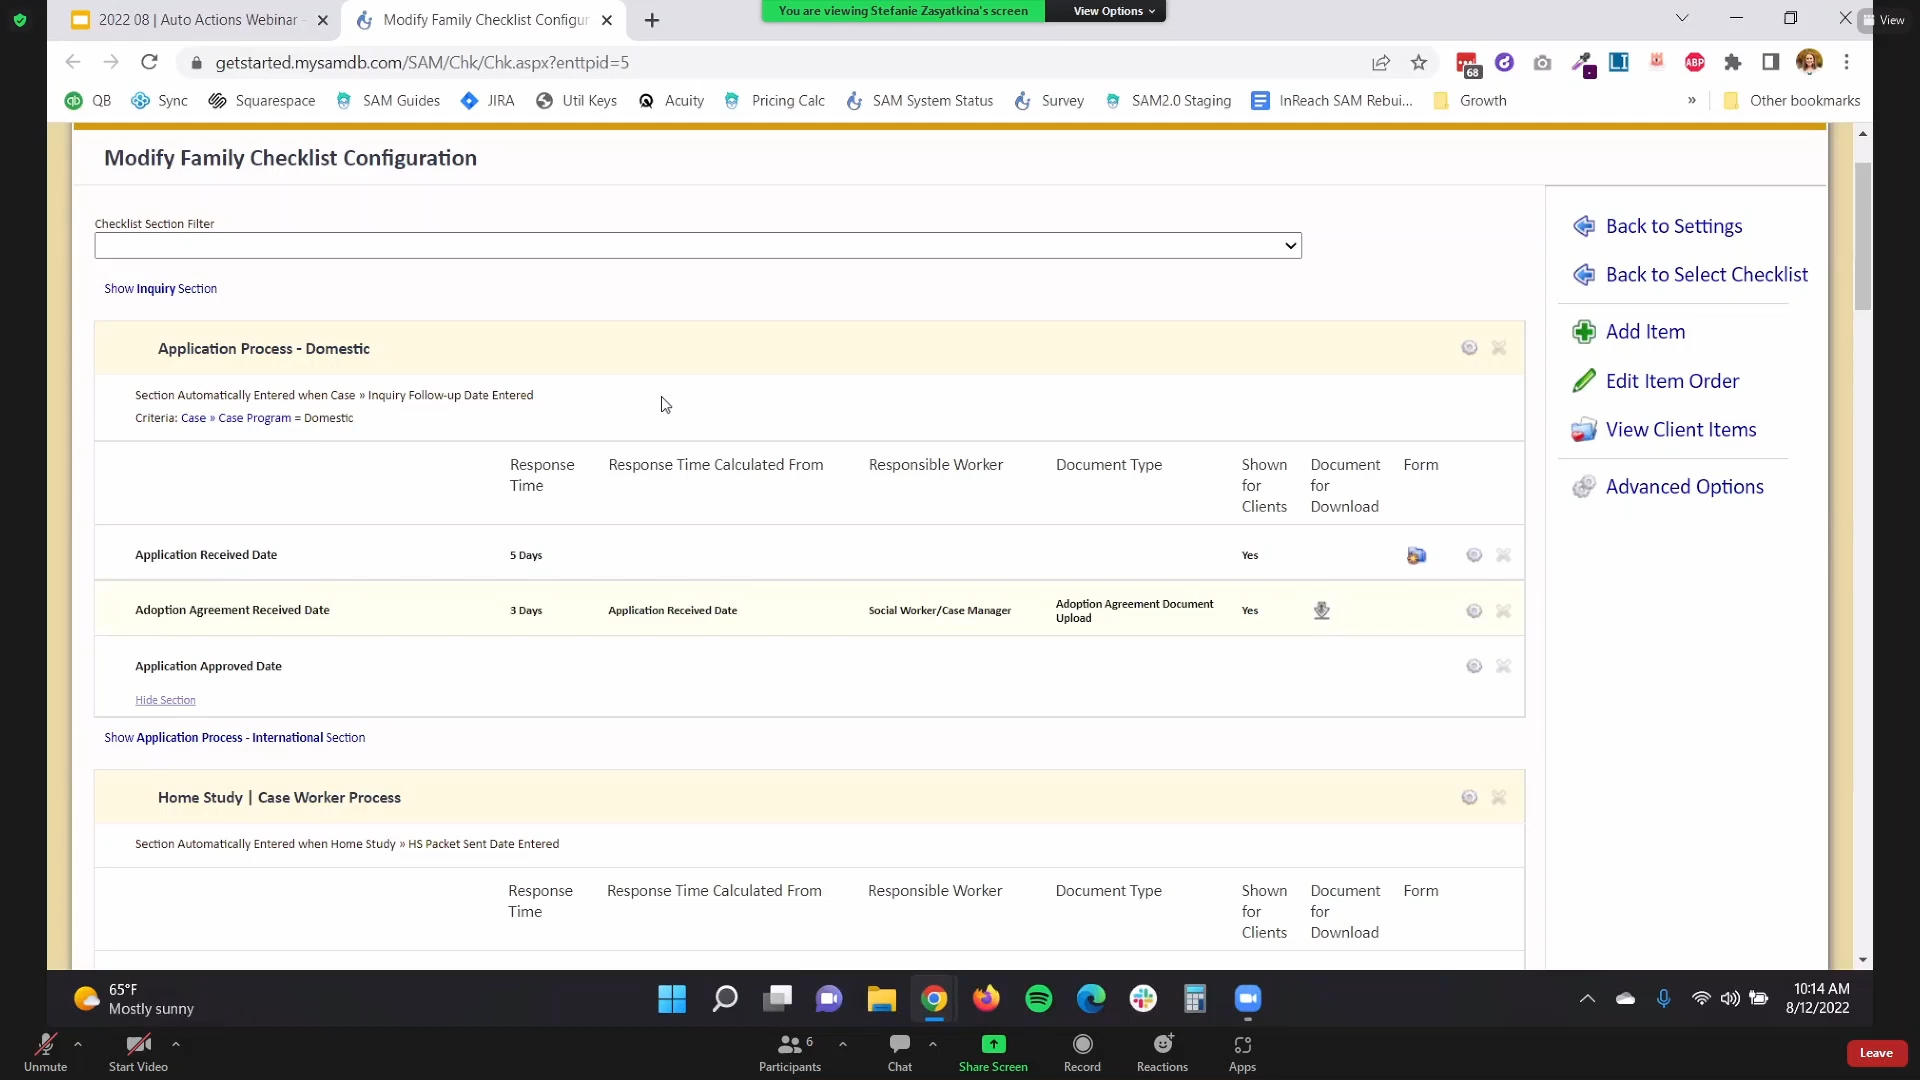 2022 08 | Auto Actions Webinar
Modify Family Checklist Configur
You are viewing Stefanie Zasyatkina's screen
View Options
View
getstarted.mysamdb.com/SAM/Chk/Chk.aspx?enttpid=5
68
ABP
QB
Sync
Squarespace
SAM Guides
JIRA
Util Keys
Acuity
Pricing Calc
SAM System Status
Survey
SAM2.0 Staging
InReach SAM Rebui...
Growth
»
Other bookmarks
Modify Family Checklist Configuration
Checklist Section Filter
Show Inquiry Section
Application Process - Domestic
Section Automatically Entered when Case » Inquiry Follow-up Date Entered
Criteria: Case » Case Program = Domestic
Response Time
Response Time Calculated From
Responsible Worker
Document Type
Shown for Clients
Document for Download
Form
Application Received Date
5 Days
Yes
Adoption Agreement Received Date
3 Days
Application Received Date
Social Worker/Case Manager
Adoption Agreement Document
Upload
Yes
Application Approved Date
Hide Section
Show Application Process - International Section
Home Study | Case Worker Process
Section Automatically Entered when Home Study » HS Packet Sent Date Entered
Response Time
Response Time Calculated From
Responsible Worker
Document Type
Shown for Clients
Document for Download
Form
Back to Settings
Back to Select Checklist
Add Item
Edit Item Order
View Client Items
Advanced Options
65°F
Mostly sunny
10:14 AM
8/12/2022
Unmute
Start Video
6
Participants
Chat
Share Screen
Record
Reactions
Apps
Leave